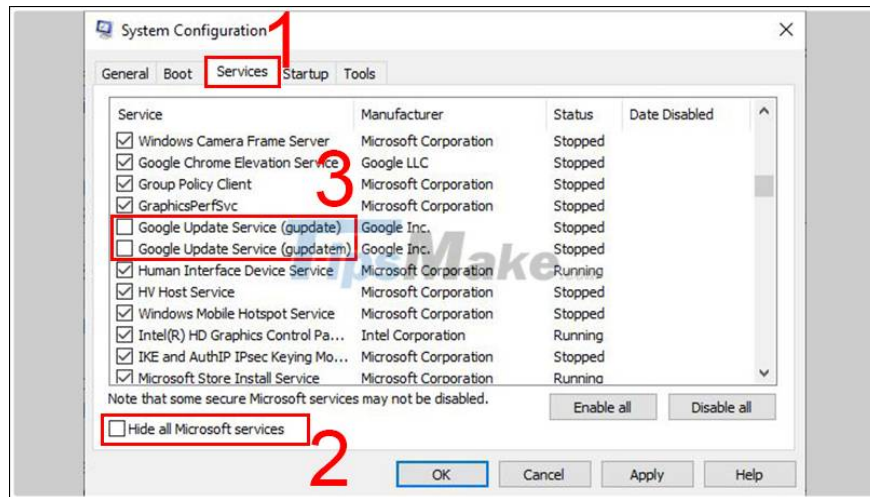 System Configuration
1
General Boot Services Startup Tools
Service Manufacturer Status Date Disabled
Windows Camera Frame Server Microsoft Corporation Stopped
Google Chrome Elevation Service Google LLC Stopped
3
Group Policy Client Microsoft Corporation Stopped
GraphicsPerfSvc Microsoft Corporation Stopped
Google Update Service (gupdate) Google Inc. Stopped
Google Update Service (gupdatem) Google Inc. Stopped
TipsMake
Human Interface Device Service Microsoft Corporation Running
HV Host Service Microsoft Corporation Stopped
Windows Mobile Hotspot Service Microsoft Corporation Stopped
Intel(R) HD Graphics Control Pa... Intel Corporation Running
IKE and AuthIP IPsec Keying Mo... Microsoft Corporation Stopped
Microsoft Store Install Service Microsoft Corporation Running
Note that some secure Microsoft services may not be disabled.
Enable all Disable all
Hide all Microsoft services
2
OK Cancel Apply Help